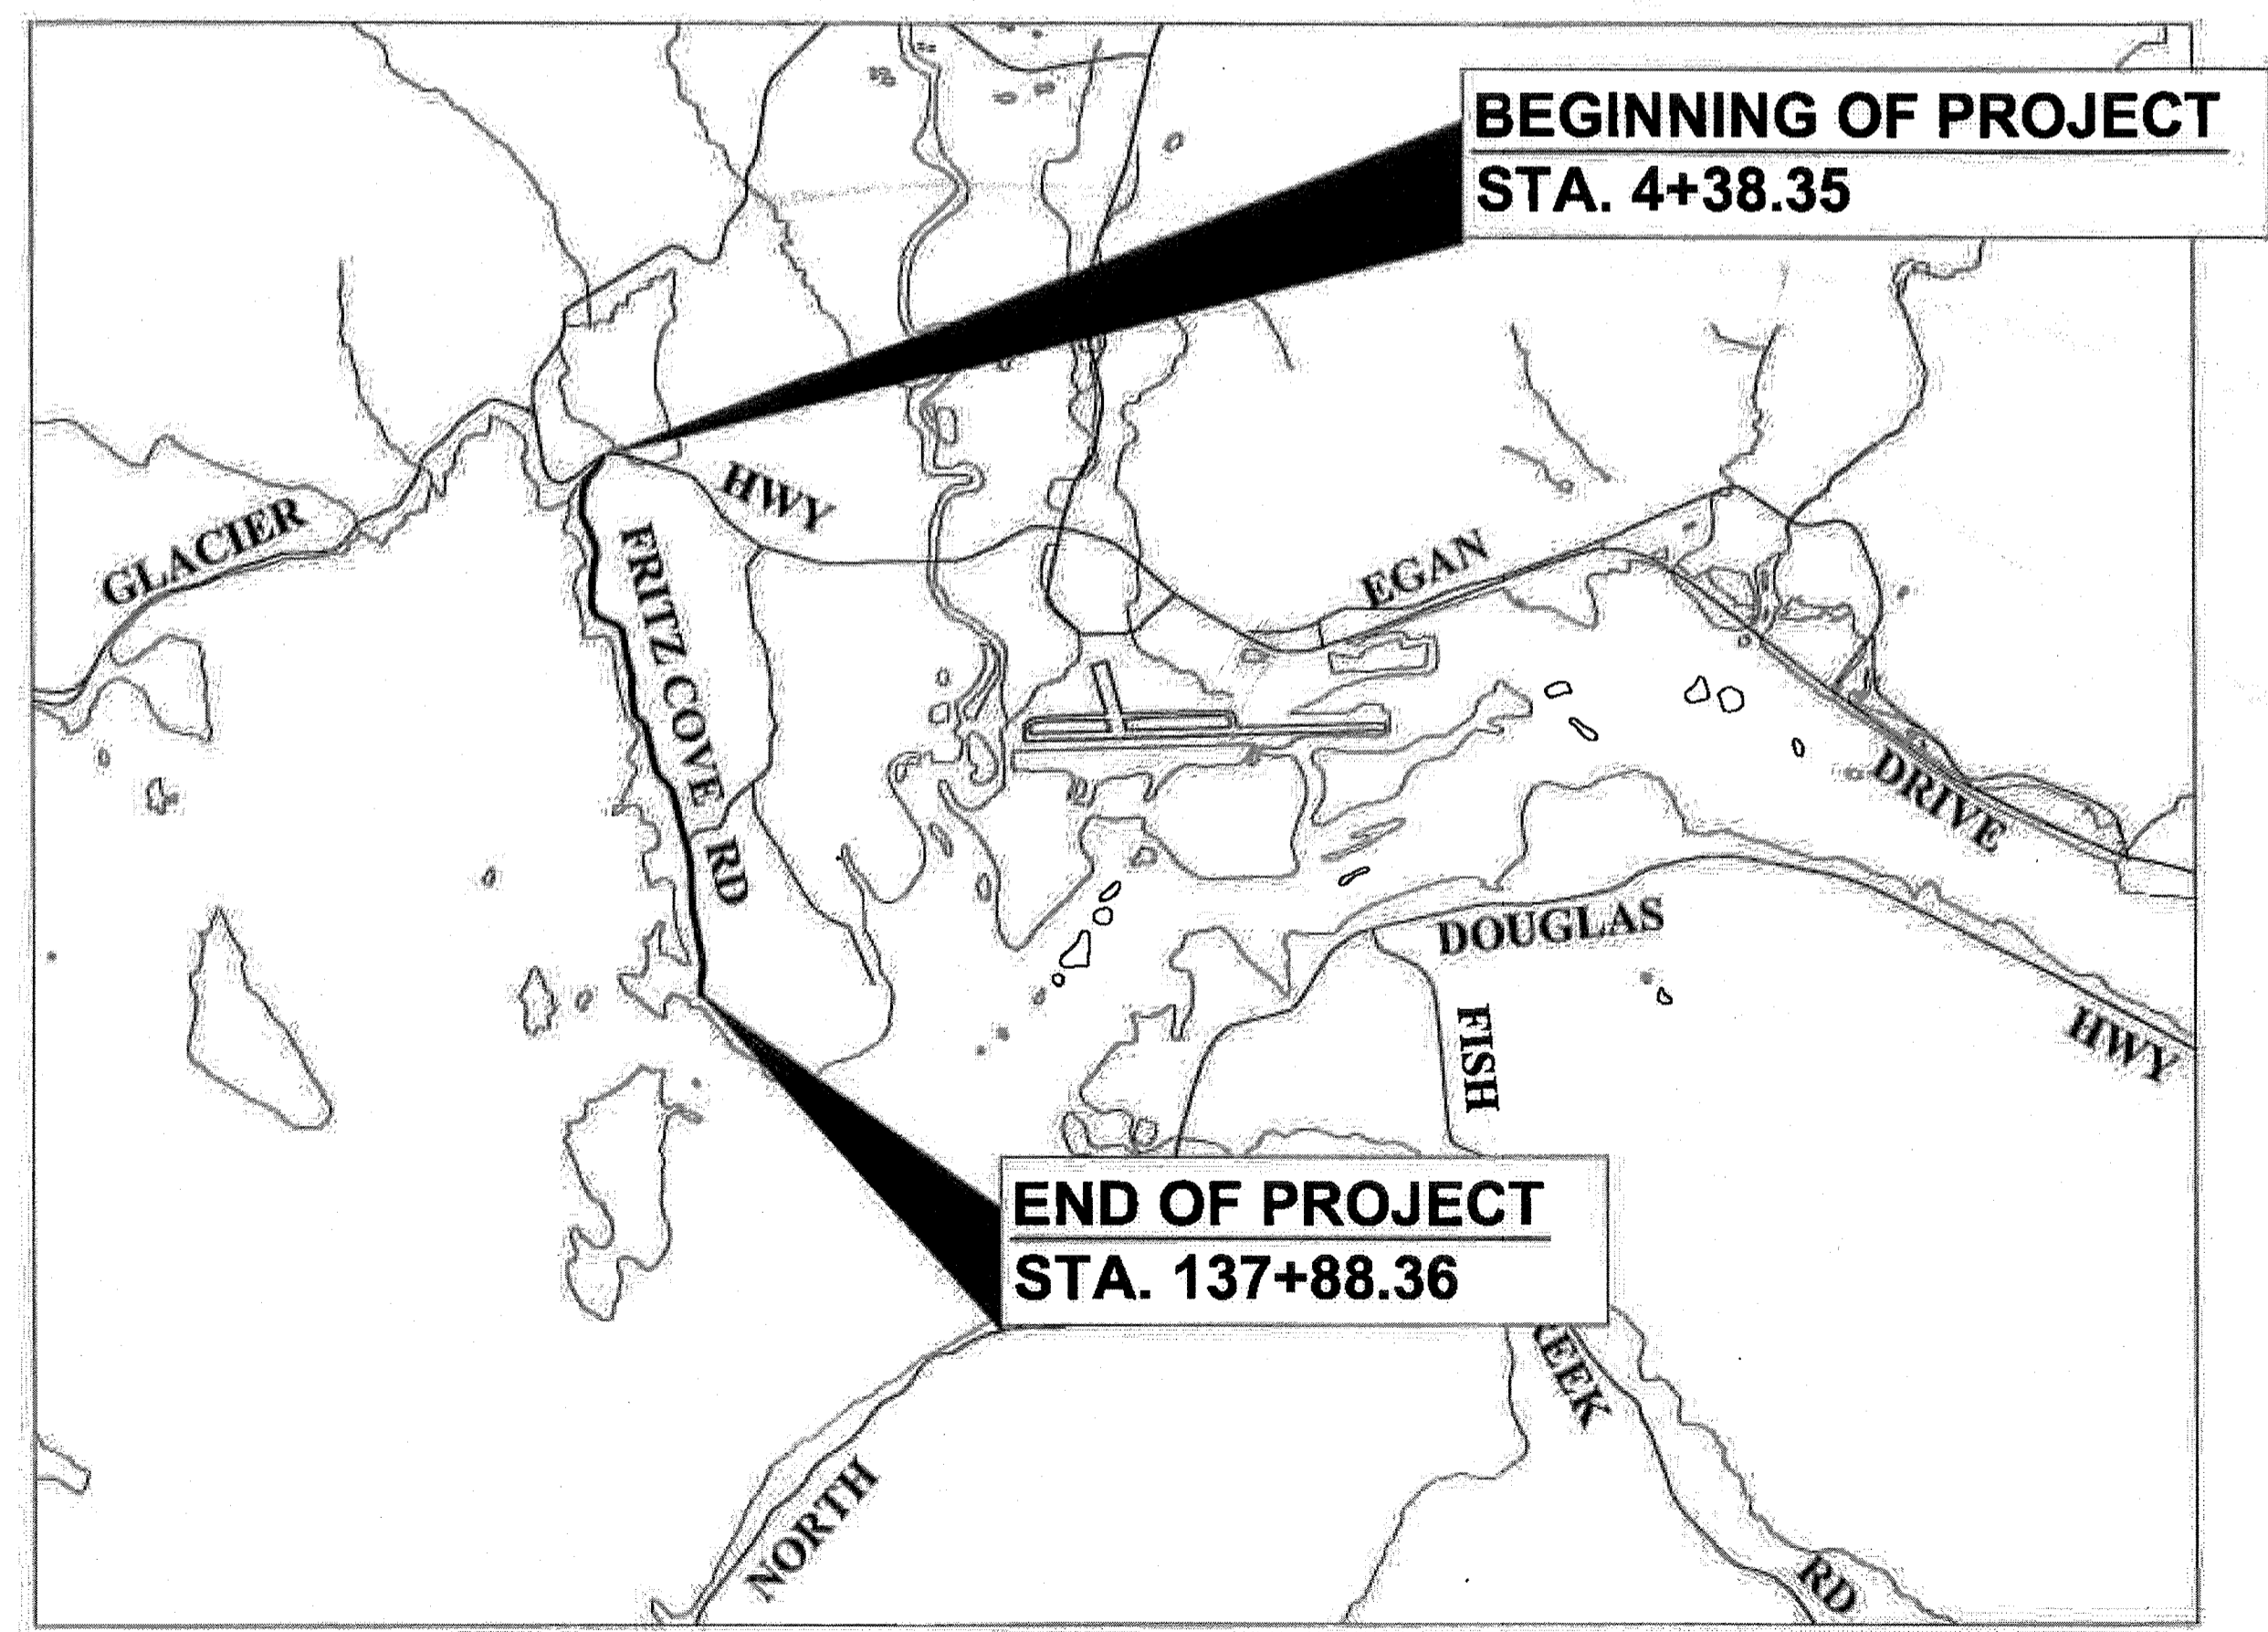 BEGINNING OF PROJECT
STA. 4+38.35
HWY
GLACIER
FRITZ COVE RD
EGAN
DRIVE
DOUGLAS
HWY
FISH
END OF PROJECT
STA. 137+88.36
REEK
NORTH
RD